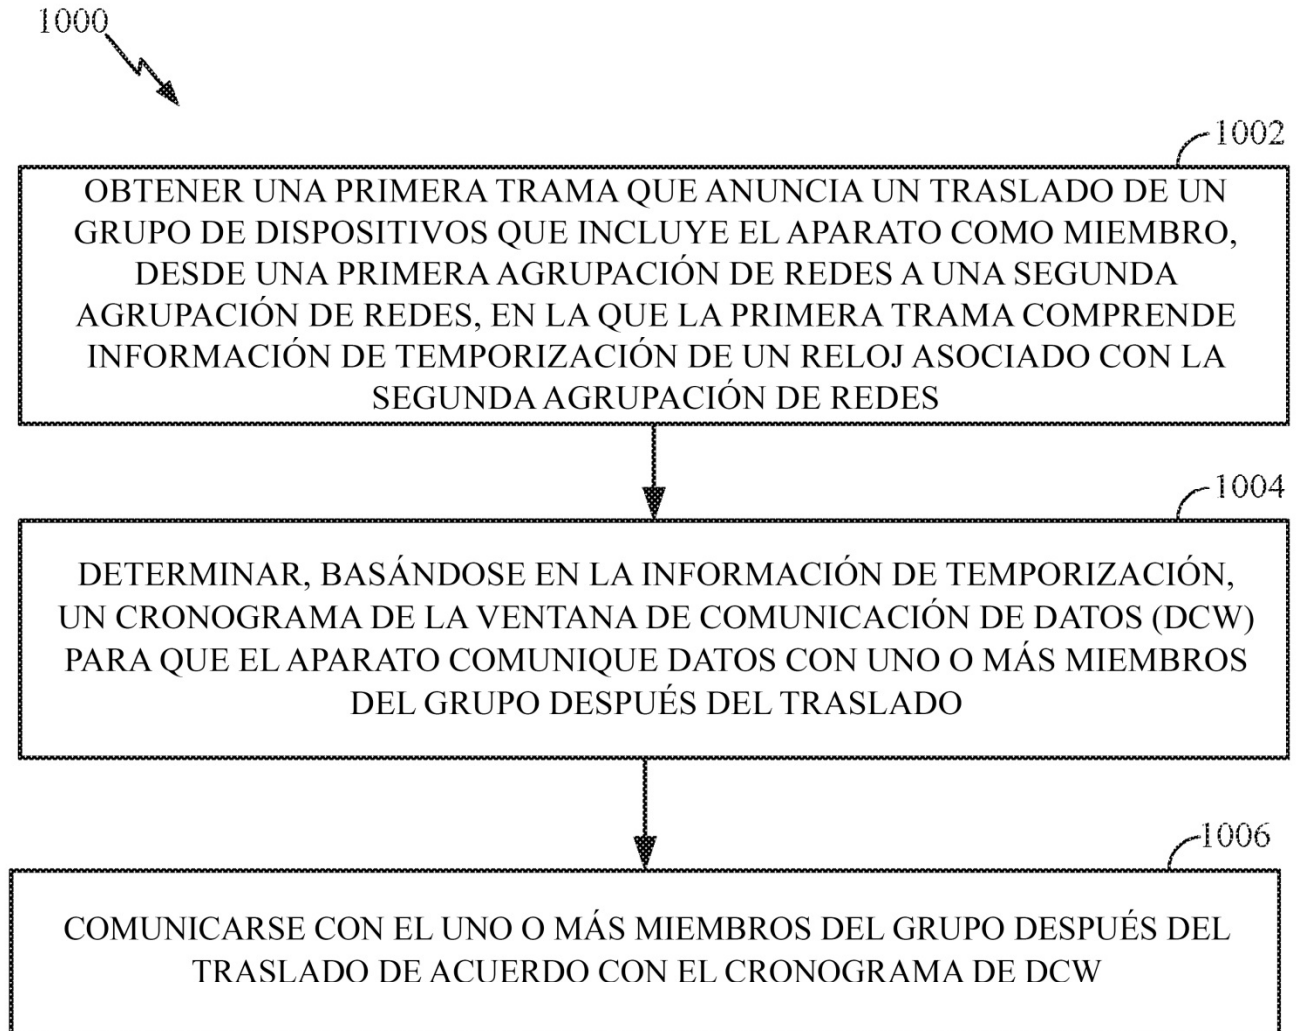 1000
1002
OBTENER UNA PRIMERA TRAMA QUE ANUNCIA UN TRASLADO DE UN
GRUPO DE DISPOSITIVOS QUE INCLUYE EL APARATO COMO MIEMBRO,
DESDE UNA PRIMERA AGRUPACIÓN DE REDES A UNA SEGUNDA
AGRUPACIÓN DE REDES, EN LA QUE LA PRIMERA TRAMA COMPRENDE
INFORMACIÓN DE TEMPORIZACIÓN DE UN RELOJ ASOCIADO CON LA
SEGUNDA AGRUPACIÓN DE REDES
1004
DETERMINAR, BASÁNDOSE EN LA INFORMACIÓN DE TEMPORIZACIÓN,
UN CRONOGRAMA DE LA VENTANA DE COMUNICACIÓN DE DATOS (DCW)
PARA QUE EL APARATO COMUNIQUE DATOS CON UNO O MÁS MIEMBROS
DEL GRUPO DESPUÉS DEL TRASLADO
1006
COMUNICARSE CON EL UNO O MÁS MIEMBROS DEL GRUPO DESPUÉS DEL
TRASLADO DE ACUERDO CON EL CRONOGRAMA DE DCW